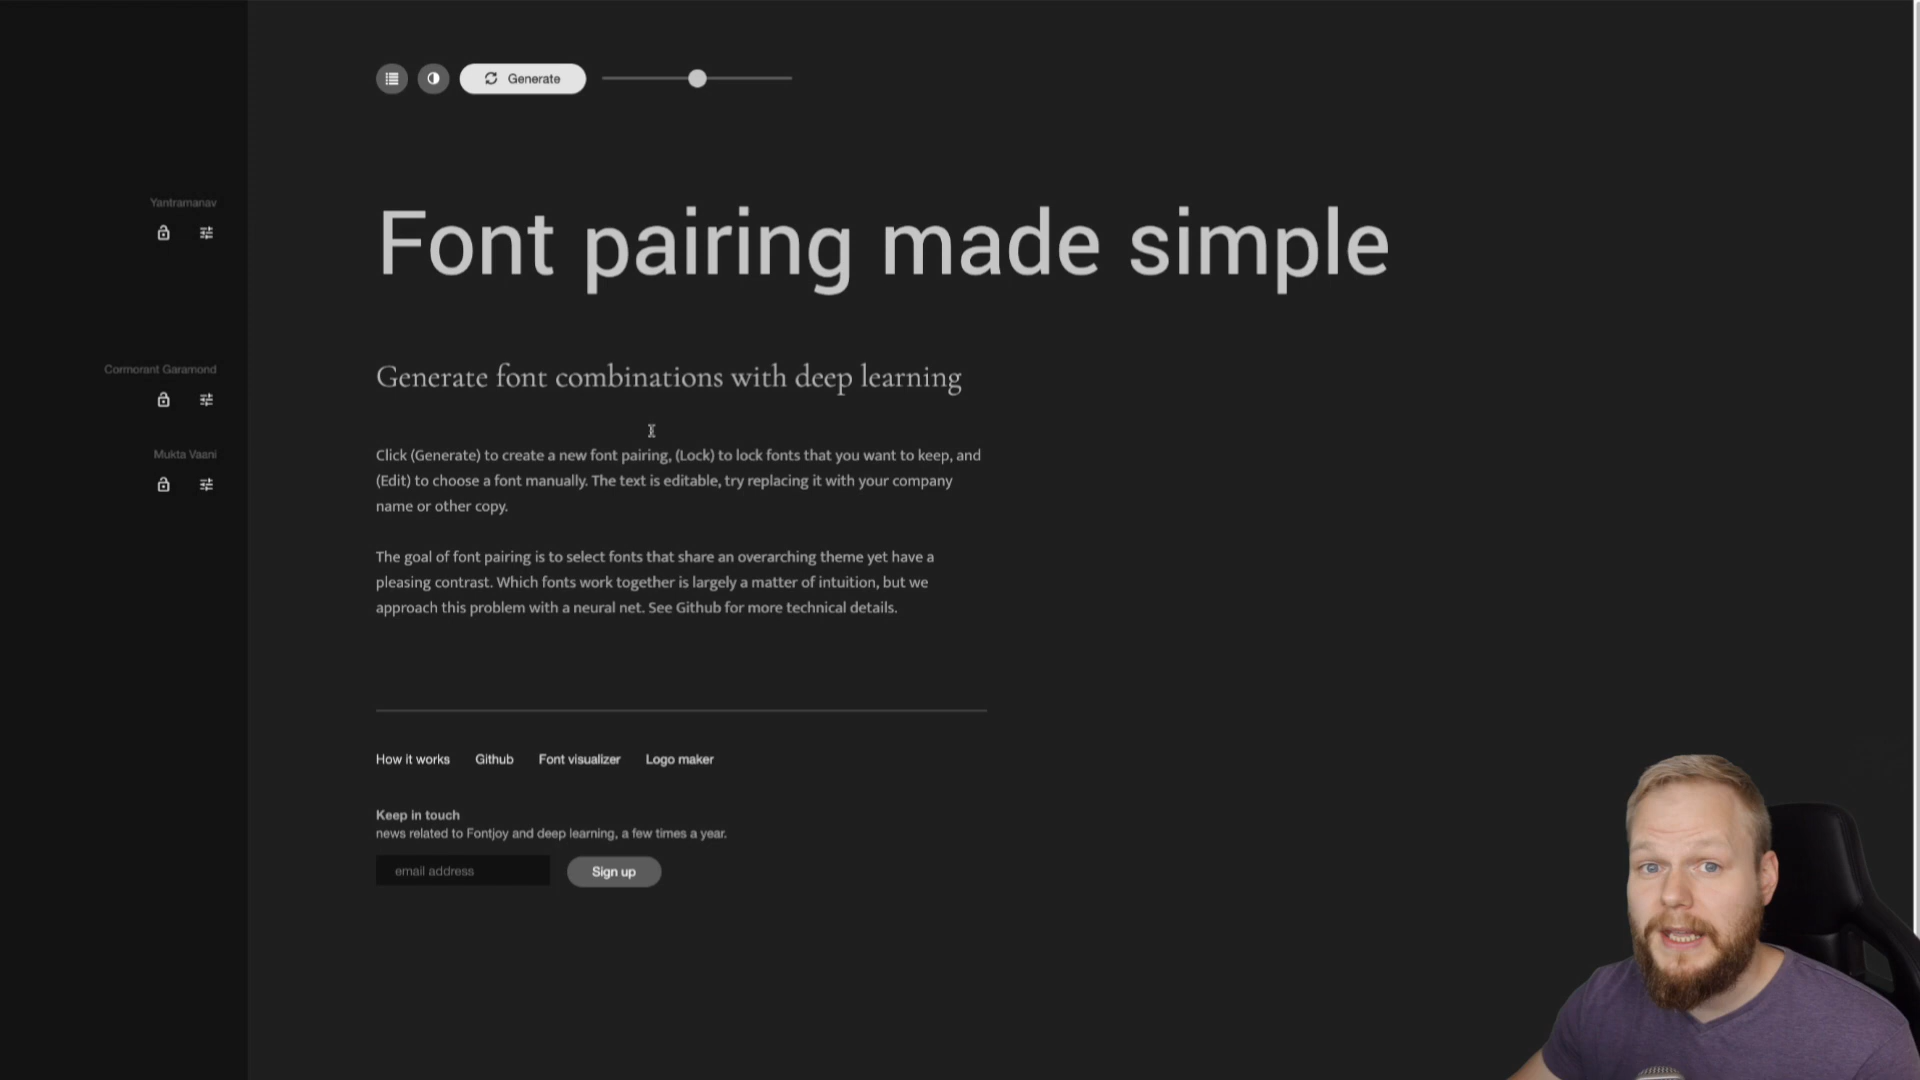 Generate
Yantramanav
Font pairing made simple
Cormorant Garamond
Generate font combinations with deep learning
Mukta Vaani
Click (Generate) to create a new font pairing, (Lock) to lock fonts that you want to keep, and
(Edit) to choose a font manually. The text is editable, try replacing it with your company
name or other copy.
The goal of font pairing is to select fonts that share an overarching theme yet have a
pleasing contrast. Which fonts work together is largely a matter of intuition, but we
approach this problem with a neural net. See Github for more technical details.
How it works Github Font visualizer Logo maker
Keep in touch
news related to Fontjoy and deep learning, a few times a year.
email address Sign up